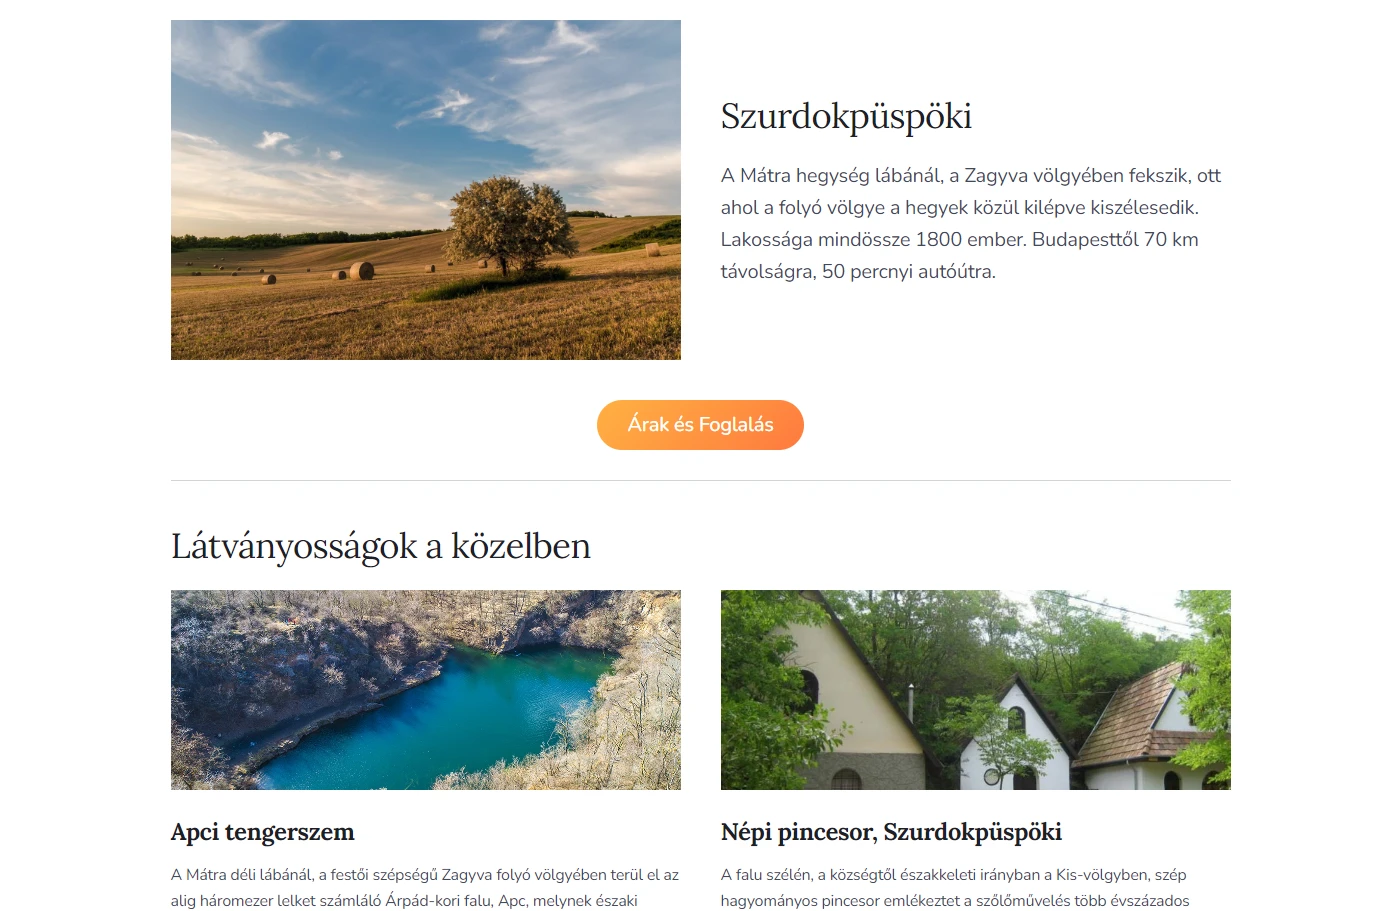 Szurdokpüspöki
A Mátra hegység lábánál, a Zagyva völgyében fekszik, ott
ahol a folyó völgye a hegyek közül kilépve kiszélesedik.
Lakossága mindössze 1800 ember. Budapesttől 70 km
távolságra, 50 percnyi autóútra.
Árak és Foglalás
Látványosságok a közelben
Apci tengerszem
A Mátra déli lábánál, a festői szépségű Zagyva folyó völgyében terül el az
alig háromezer lelket számláló Árpád-kori falu, Apc, melynek északi
Népi pincesor, Szurdokpüspöki
A falu szélén, a községtől északkeleti irányban a Kis-völgyben, szép
hagyományos pincesor emlékeztet a szőlőművelés több évszázados